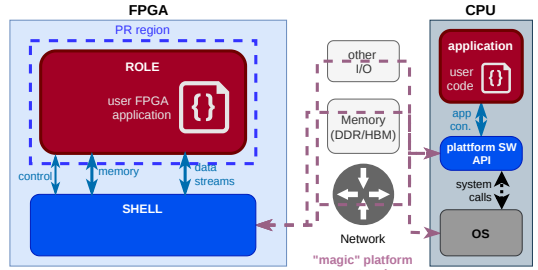 FPGA
PR region
ROLE
user FPGA
application
{ }
control
memory
data
streams
SHELL
other
I/O
Memory
(DDR/HBM)
Network
"magic" platform
CPU
application
user
code
{ }
app
con.
plattform SW
API
system
calls
OS